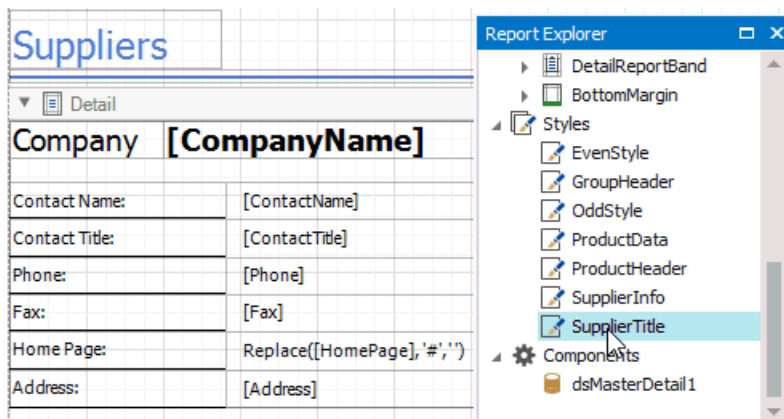 Suppliers
Detail
Company [CompanyName]
Contact Name: [ContactName]
Contact Title: [ContactTitle]
Phone: [Phone]
Fax: [Fax]
Home Page: Replace([HomePage],'#','')
Address: [Address]
Report Explorer
DetailReportBand
BottomMargin
Styles
EvenStyle
GroupHeader
OddStyle
ProductData
ProductHeader
SupplierInfo
SupplierTitle
Components
dsMasterDetail1